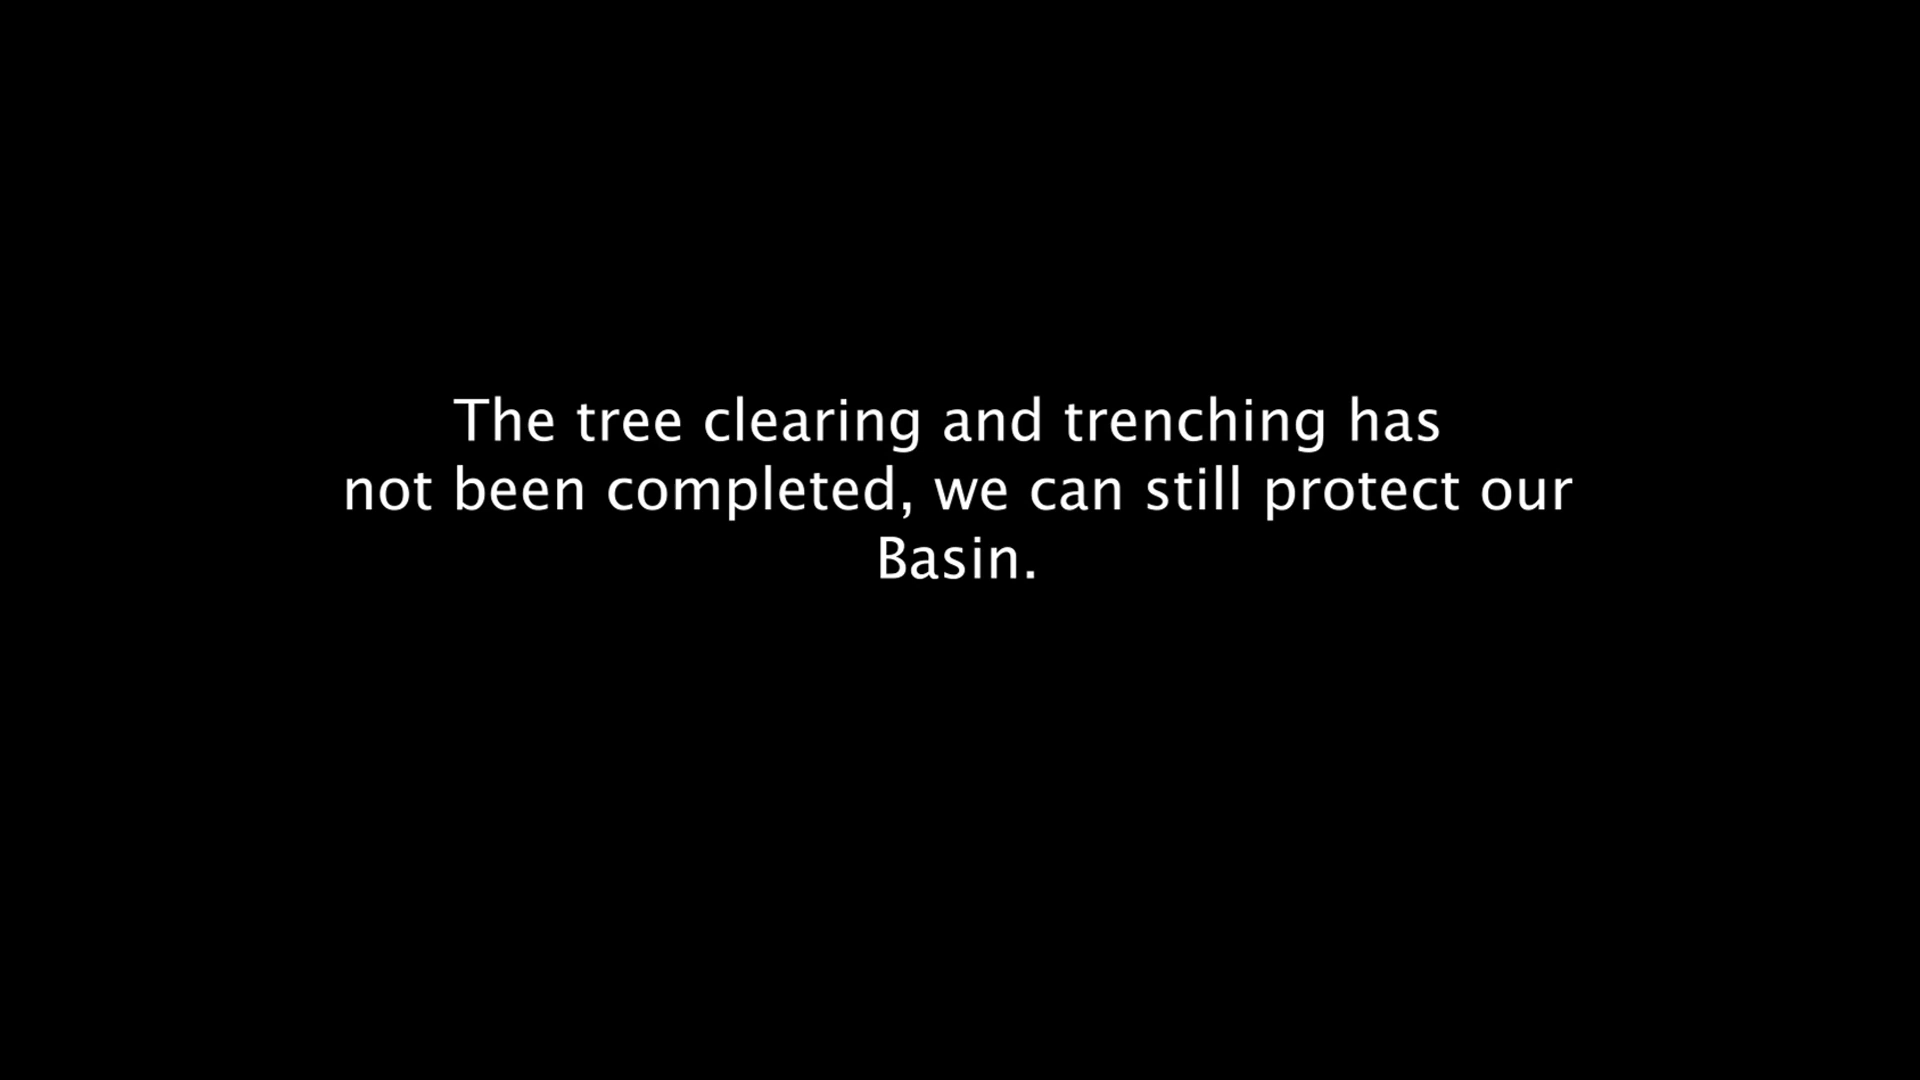 The tree clearing and trenching has
not been completed, we can still protect our
Basin.